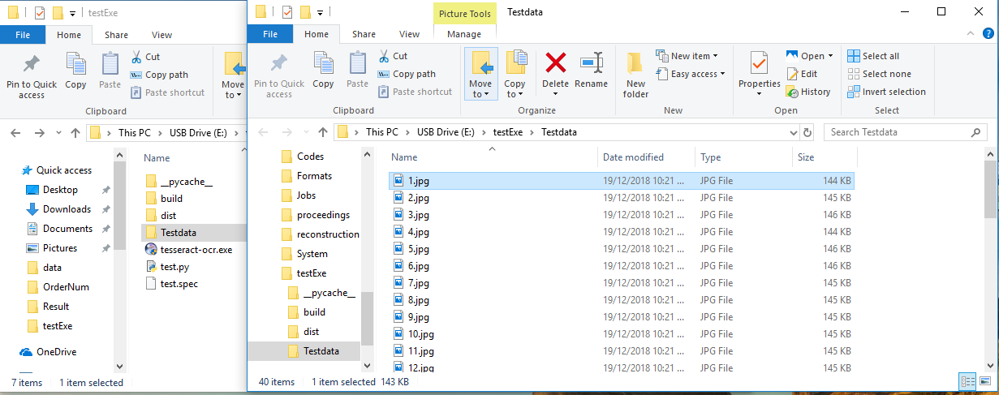 testExe
File Home Share View
Pin to Quick access
Copy
Paste
Cut
Copy path
Paste shortcut
Move to
Clipboard
This PC > USB Drive (E:) >
Quick access
Desktop
Downloads
Documents
Pictures
data
OrderNum
Result
testExe
OneDrive
Name
__pycache__
build
dist
Testdata
tesseract-ocr.exe
test.py
test.spec
7 items 1 item selected
Picture Tools Testdata
File Home Share View Manage
Pin to Quick access
Copy
Paste
Cut
Copy path
Paste shortcut
Clipboard
Move to
Copy to
Delete
Rename
Organize
New folder
New item
Easy access
New
Properties
Open
Edit
History
Open
Select all
Select none
Invert selection
Select
This PC > USB Drive (E:) > testExe > Testdata
Search Testdata
Codes
Formats
Jobs
proceedings
reconstruction
System
testExe
__pycache__
build
dist
Testdata
Name Date modified Type Size
1.jpg 19/12/2018 10:21 ... JPG File 144 KB
2.jpg 19/12/2018 10:21 ... JPG File 145 KB
3.jpg 19/12/2018 10:21 ... JPG File 146 KB
4.jpg 19/12/2018 10:21 ... JPG File 144 KB
5.jpg 19/12/2018 10:21 ... JPG File 146 KB
6.jpg 19/12/2018 10:21 ... JPG File 146 KB
7.jpg 19/12/2018 10:21 ... JPG File 145 KB
8.jpg 19/12/2018 10:21 ... JPG File 145 KB
9.jpg 19/12/2018 10:21 ... JPG File 145 KB
10.jpg 19/12/2018 10:21 ... JPG File 145 KB
11.jpg 19/12/2018 10:21 ... JPG File 145 KB
12.jpg 19/12/2018 10:21 ... JPG File 145 KB
40 items 1 item selected 143 KB